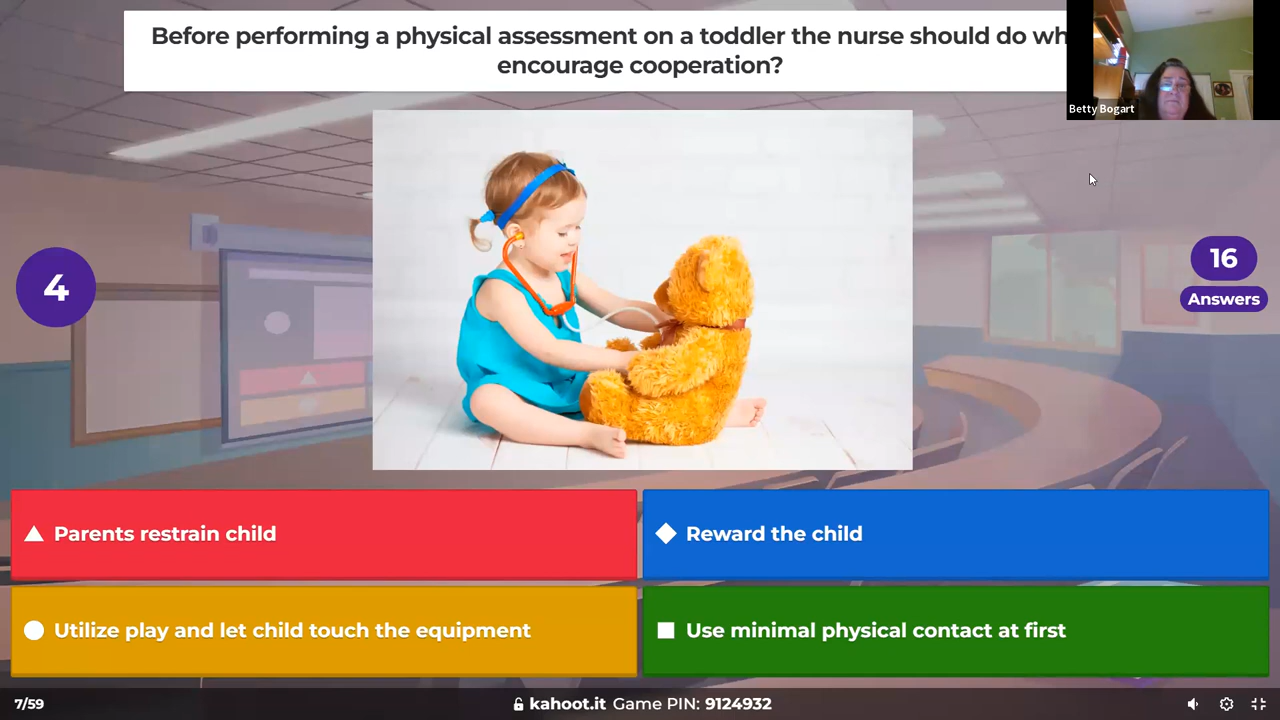 Before performing a physical assessment on a toddler the nurse should do
encourage cooperation?
Betty Bogart
4
16
Answers
Parents restrain child
Reward the child
Utilize play and let child touch the equipment
Use minimal physical contact at first
7/59
kahoot.it Game PIN: 9124932